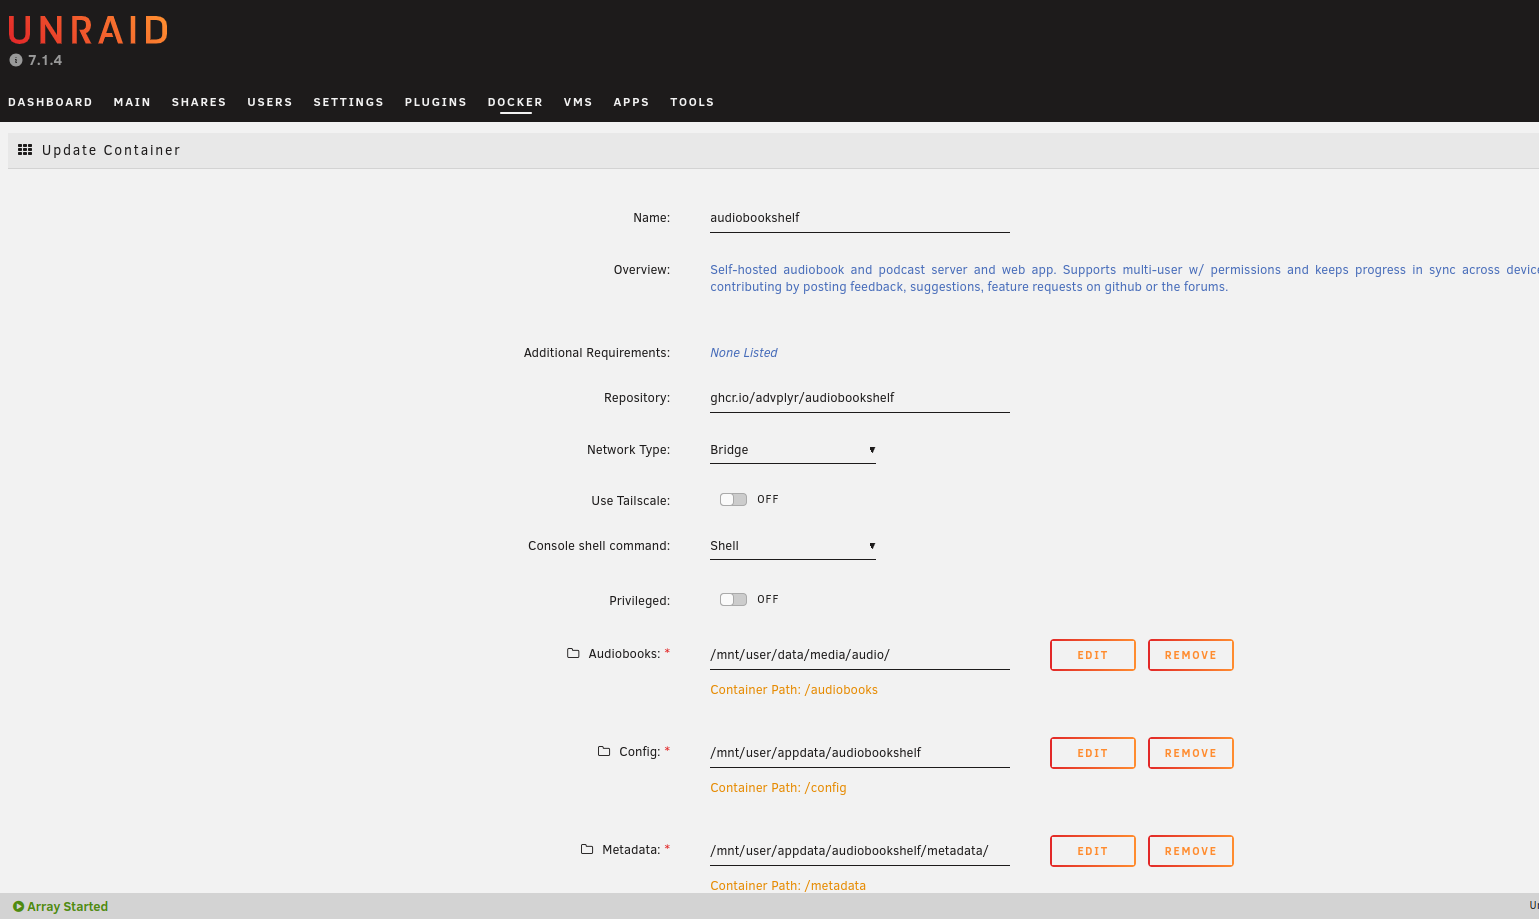 UNRAID
7.1.4
DASHBOARD MAIN SHARES USERS SETTINGS PLUGINS DOCKER VMS APPS TOOLS
Update Container
Name: audiobookshelf
Overview: Self-hosted audiobook and podcast server and web app. Supports multi-user w/ permissions and keeps progress in sync across
contributing by posting feedback, suggestions, feature requests on github or the forums.
Additional Requirements: None Listed
Repository: ghcr.io/advplyr/audiobookshelf
Network Type: Bridge
Use Tailscale: OFF
Console shell command: Shell
Privileged: OFF
Audiobooks: * /mnt/user/data/media/audio/ EDIT REMOVE
Container Path: /audiobooks
Config: * /mnt/user/appdata/audiobookshelf EDIT REMOVE
Container Path: /config
Metadata: * /mnt/user/appdata/audiobookshelf/metadata/ EDIT REMOVE
Container Path: /metadata
Array Started